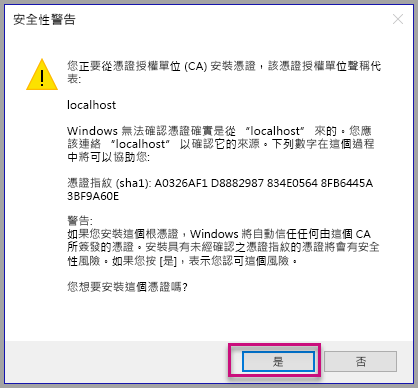 安全性警告
您正要從憑證授權單位 (CA) 安裝憑證，該憑證授權單位聲稱代
表:
localhost
Windows 無法確認憑證確實是從 “localhost” 來的。您應
該連絡 “localhost” 以確認它的來源。下列數字在這個過程
中將可以協助您:
憑證指紋 (sha1): A0326AF1 D8882987 834E0564 8FB6445A
3BF9A60E
警告:
如果您安裝這個根憑證，Windows 將自動信任任何由這個 CA
所簽發的憑證。安裝具有未經確認之憑證指紋的憑證將會有安全
性風險。如果您按 [是]，表示您認可這個風險。
您想要安裝這個憑證嗎?
是
否